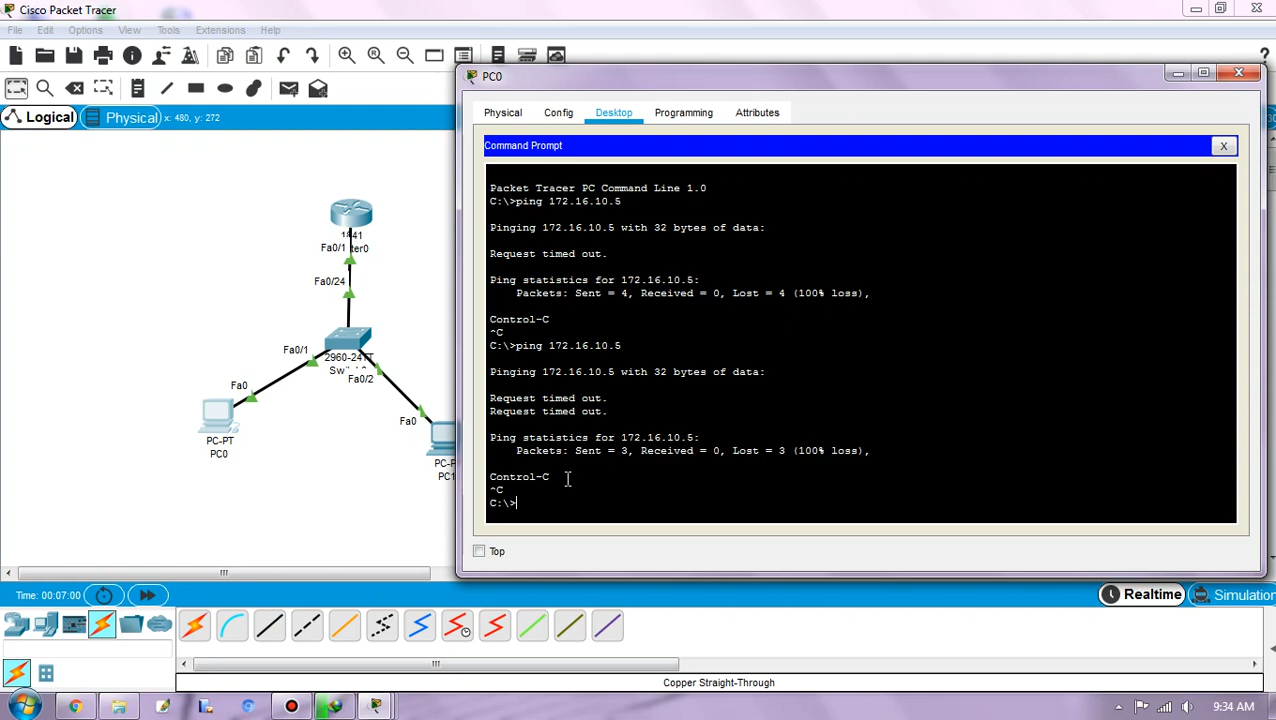 Cisco Packet Tracer
File Edit Options View Tools Extensions Help
?
Logical Physical x: 480, y: 272
PC0
Physical Config Desktop Programming Attributes
Command Prompt X
Packet Tracer PC Command Line 1.0
C:\>ping 172.16.10.5
Pinging 172.16.10.5 with 32 bytes of data:
Request timed out.
Ping statistics for 172.16.10.5:
Packets: Sent = 4, Received = 0, Lost = 4 (100% loss),
Control-C
^C
C:\>ping 172.16.10.5
Pinging 172.16.10.5 with 32 bytes of data:
Request timed out.
Request timed out.
Ping statistics for 172.16.10.5:
Packets: Sent = 3, Received = 0, Lost = 3 (100% loss),
Control-C
^C
C:\>
Top
Fa0/1
Fa0/24
Fa0/1
2960-24TT
Fa0/2
Fa0
Fa0
PC-PT
PC0
PC1
Time: 00:07:00
Realtime Simulation
Copper Straight-Through
9:34 AM